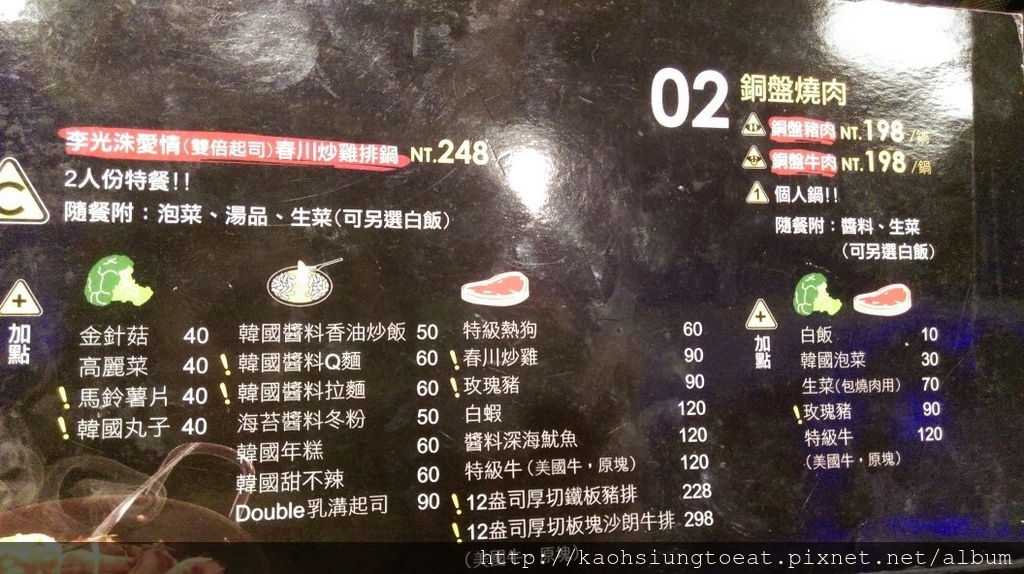 C
李光洙愛情(雙倍起司)春川炒雞排鍋 NT.248
2人份特餐!!
隨餐附：泡菜、湯品、生菜(可另選白飯)
+
加點
金針菇 40
高麗菜 40
! 馬鈴薯片 40
! 韓國丸子 40
韓國醬料香油炒飯 50
! 韓國醬料Q麵 60
! 韓國醬料拉麵 60
海苔醬料冬粉 50
韓國年糕 60
韓國甜不辣 60
Double乳溝起司 90
特級熱狗 60
! 春川炒雞 90
! 玫瑰豬 90
白蝦 120
醬料深海魷魚 120
特級牛(美國牛，原塊) 120
! 12盎司厚切鐵板豬排 228
! 12盎司厚切板塊沙朗牛排 298
(美國牛，原塊)
02 銅盤燒肉
銅盤豬肉 NT.198 /鍋
銅盤牛肉 NT.198 /鍋
1 個人鍋!!
隨餐附：醬料、生菜
(可另選白飯)
+
加點
白飯 10
韓國泡菜 30
生菜(包燒肉用) 70
! 玫瑰豬 90
特級牛 120
(美國牛，原塊)
http://kaohsiungtoeat.pixnet.net/album